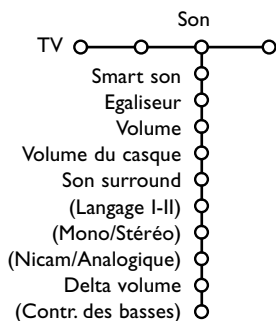 Son
TV
Smart son
Egaliseur
Volume
Volume du casque
Son surround
(Langage I-II)
(Mono/Stéréo)
(Nicam/Analogique)
Delta volume
(Contr. des basses)